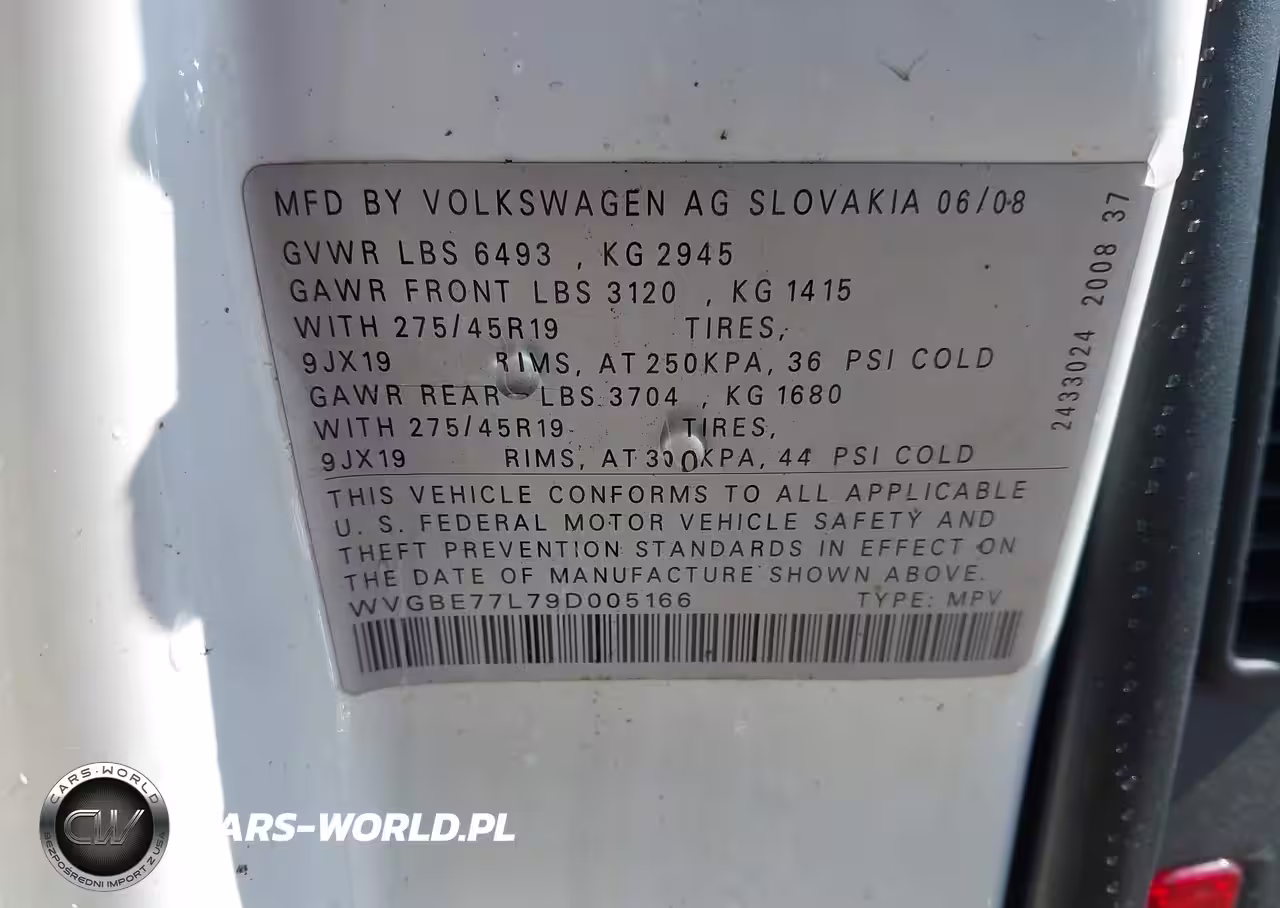 MFD BY VOLKSWAGEN AG SLOVAKIA 06/08
GVWR LBS 6493 , KG 2945
GAWR FRONT LBS 3120 , KG 1415
WITH 275/45R19 TIRES,
9JX19 RIMS, AT 250KPA, 36 PSI COLD
GAWR REAR LBS 3704 , KG 1680
WITH 275/45R19 TIRES,
9JX19 RIMS, AT 300KPA, 44 PSI COLD
THIS VEHICLE CONFORMS TO ALL APPLICABLE
U. S. FEDERAL MOTOR VEHICLE SAFETY AND
THEFT PREVENTION STANDARDS IN EFFECT ON
THE DATE OF MANUFACTURE SHOWN ABOVE.
WVGBE77L79D005166 TYPE: MPV
2433024 2008 37
CARS-WORLD
CW
BEZPOŚREDNI IMPORT Z USA
CARS-WORLD.PL